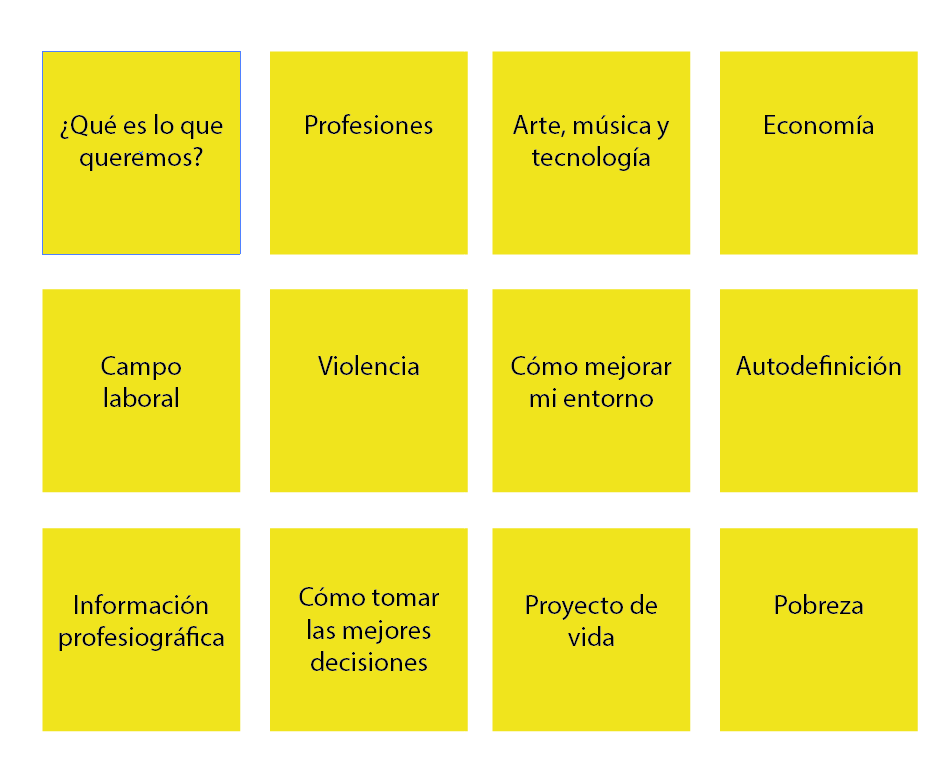 ¿Qué es lo que
queremos?
Profesiones
Arte, música y
tecnología
Economía
Campo
laboral
Violencia
Cómo mejorar
mi entorno
Autodefinición
Información
profesiográfica
Cómo tomar
las mejores
decisiones
Proyecto de
vida
Pobreza